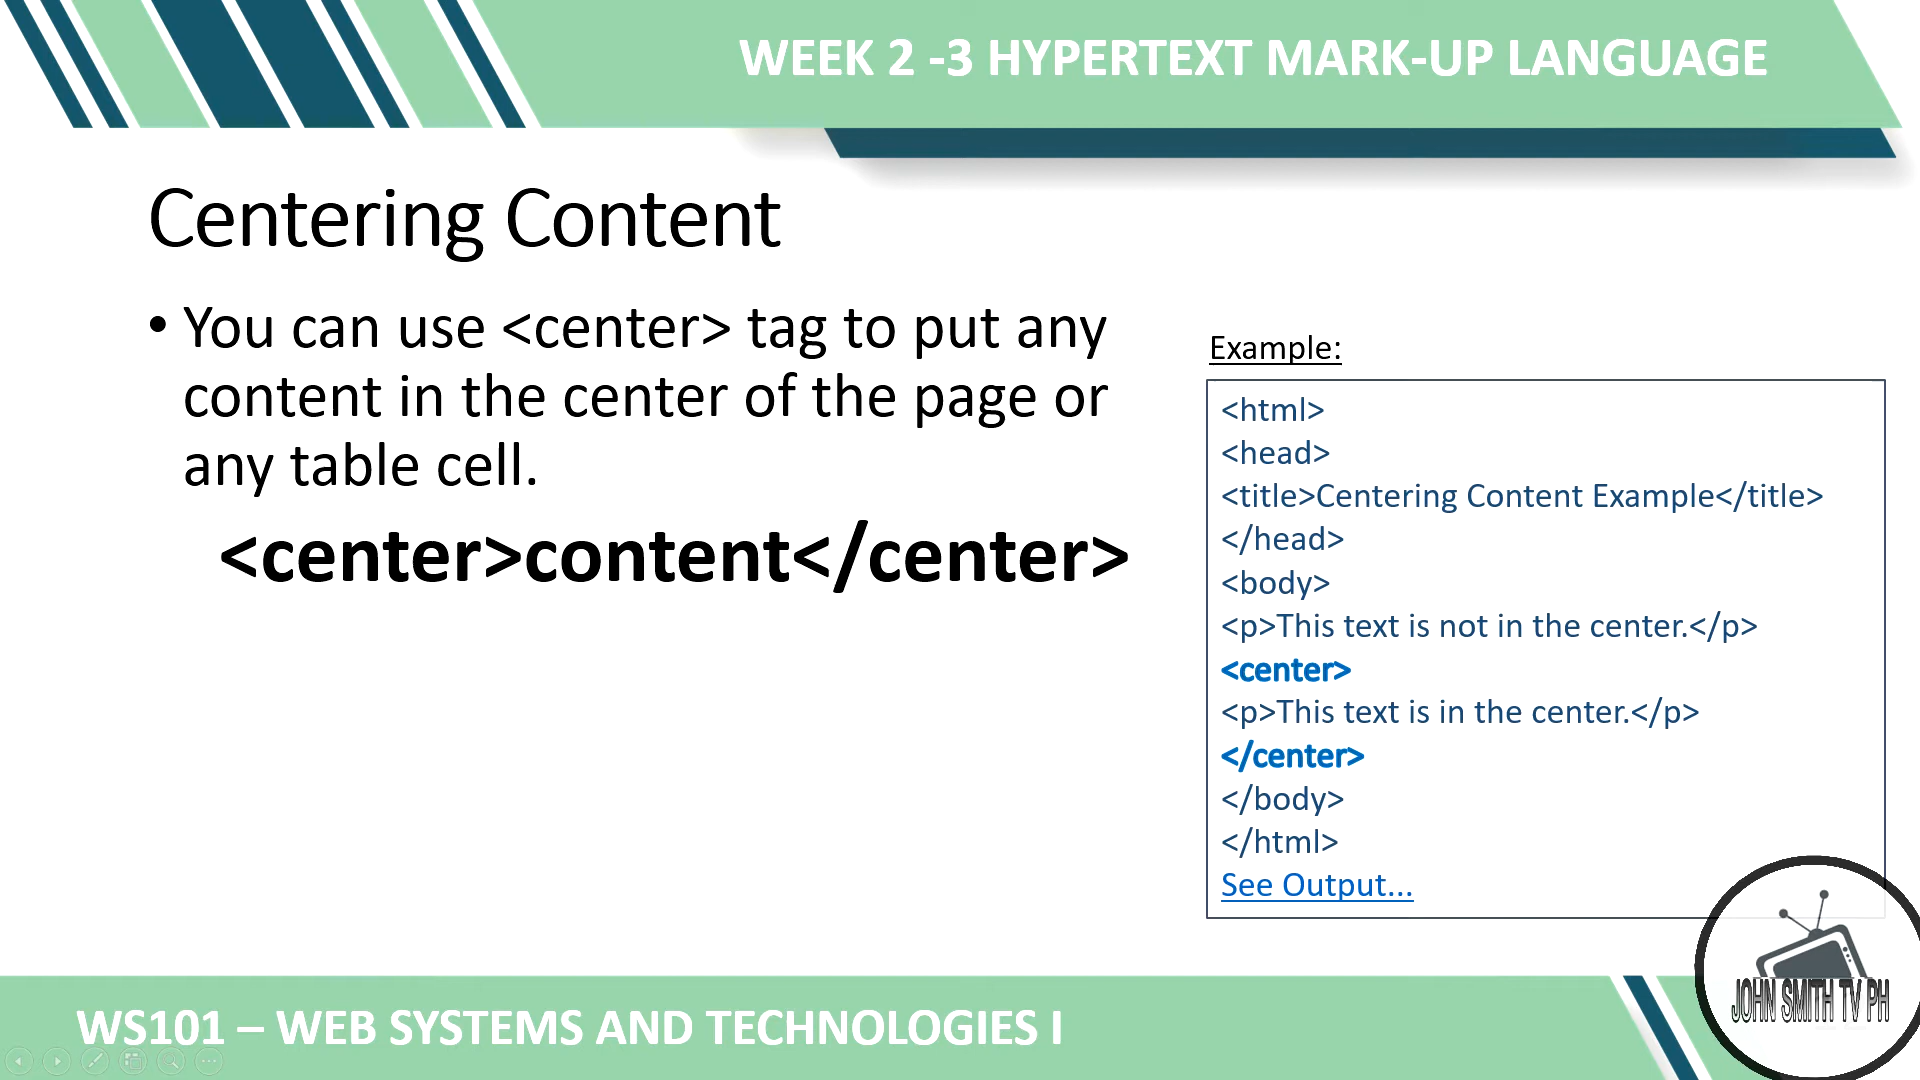 WEEK 2 -3 HYPERTEXT MARK-UP LANGUAGE
Centering Content
• You can use <center> tag to put any
content in the center of the page or
any table cell.
<center>content</center>
Example:
<html>
<head>
<title>Centering Content Example</title>
</head>
<body>
<p>This text is not in the center.</p>
<center>
<p>This text is in the center.</p>
</center>
</body>
</html>
See Output...
JOHN SMITH TV PH
WS101 – WEB SYSTEMS AND TECHNOLOGIES I